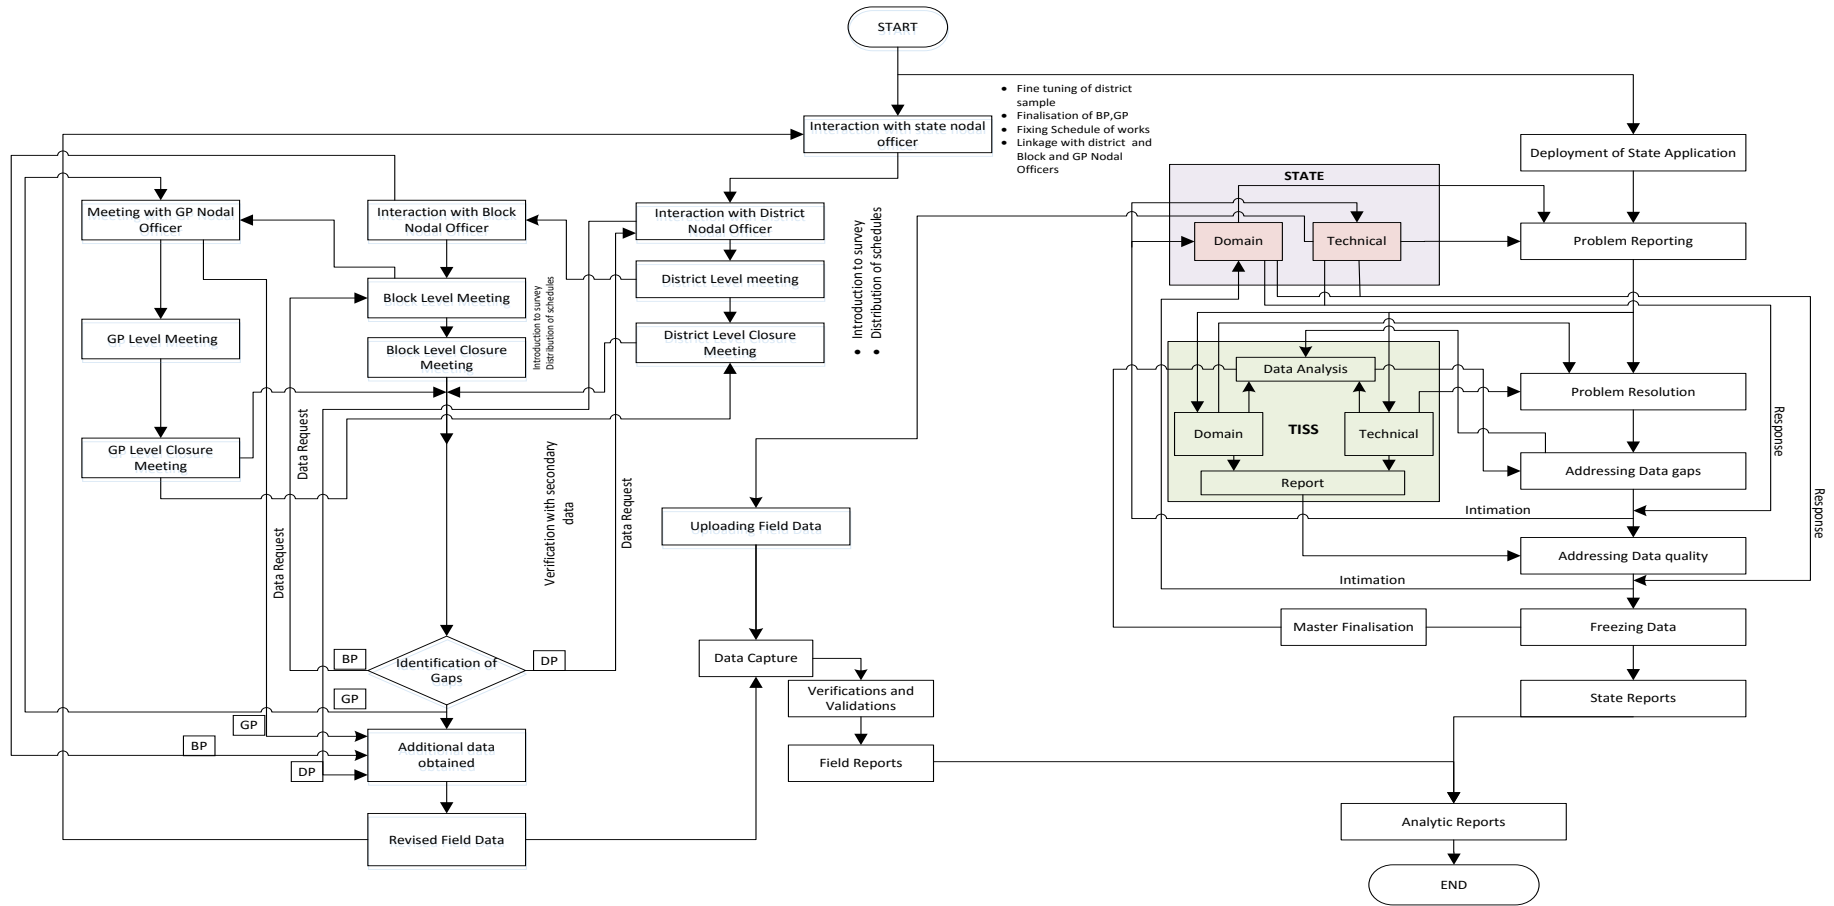 START
• Fine tuning of district
sample
• Finalisation of BP,GP
• Fixing Schedule of works
• Linkage with district and
Block and GP Nodal
Officers
Interaction with state nodal
officer
Deployment of State Application
STATE
Meeting with GP Nodal
Officer
Interaction with Block
Nodal Officer
Interaction with District
Nodal Officer
• Introduction to survey
• Distribution of schedules
Domain
Technical
Problem Reporting
District Level meeting
Block Level Meeting
Introduction to survey
Distribution of schedules
GP Level Meeting
Block Level Closure
Meeting
District Level Closure
Meeting
Data Analysis
Problem Resolution
Response
Domain
TISS
Technical
GP Level Closure
Meeting
Data Request
Addressing Data gaps
Report
Response
Verification with secondary
data
Data Request
Intimation
Uploading Field Data
Data Request
Addressing Data quality
Intimation
Master Finalisation
Freezing Data
BP
Identification of
Gaps
DP
Data Capture
GP
Verifications and
Validations
State Reports
GP
BP
Additional data
obtained
DP
Field Reports
Analytic Reports
Revised Field Data
END